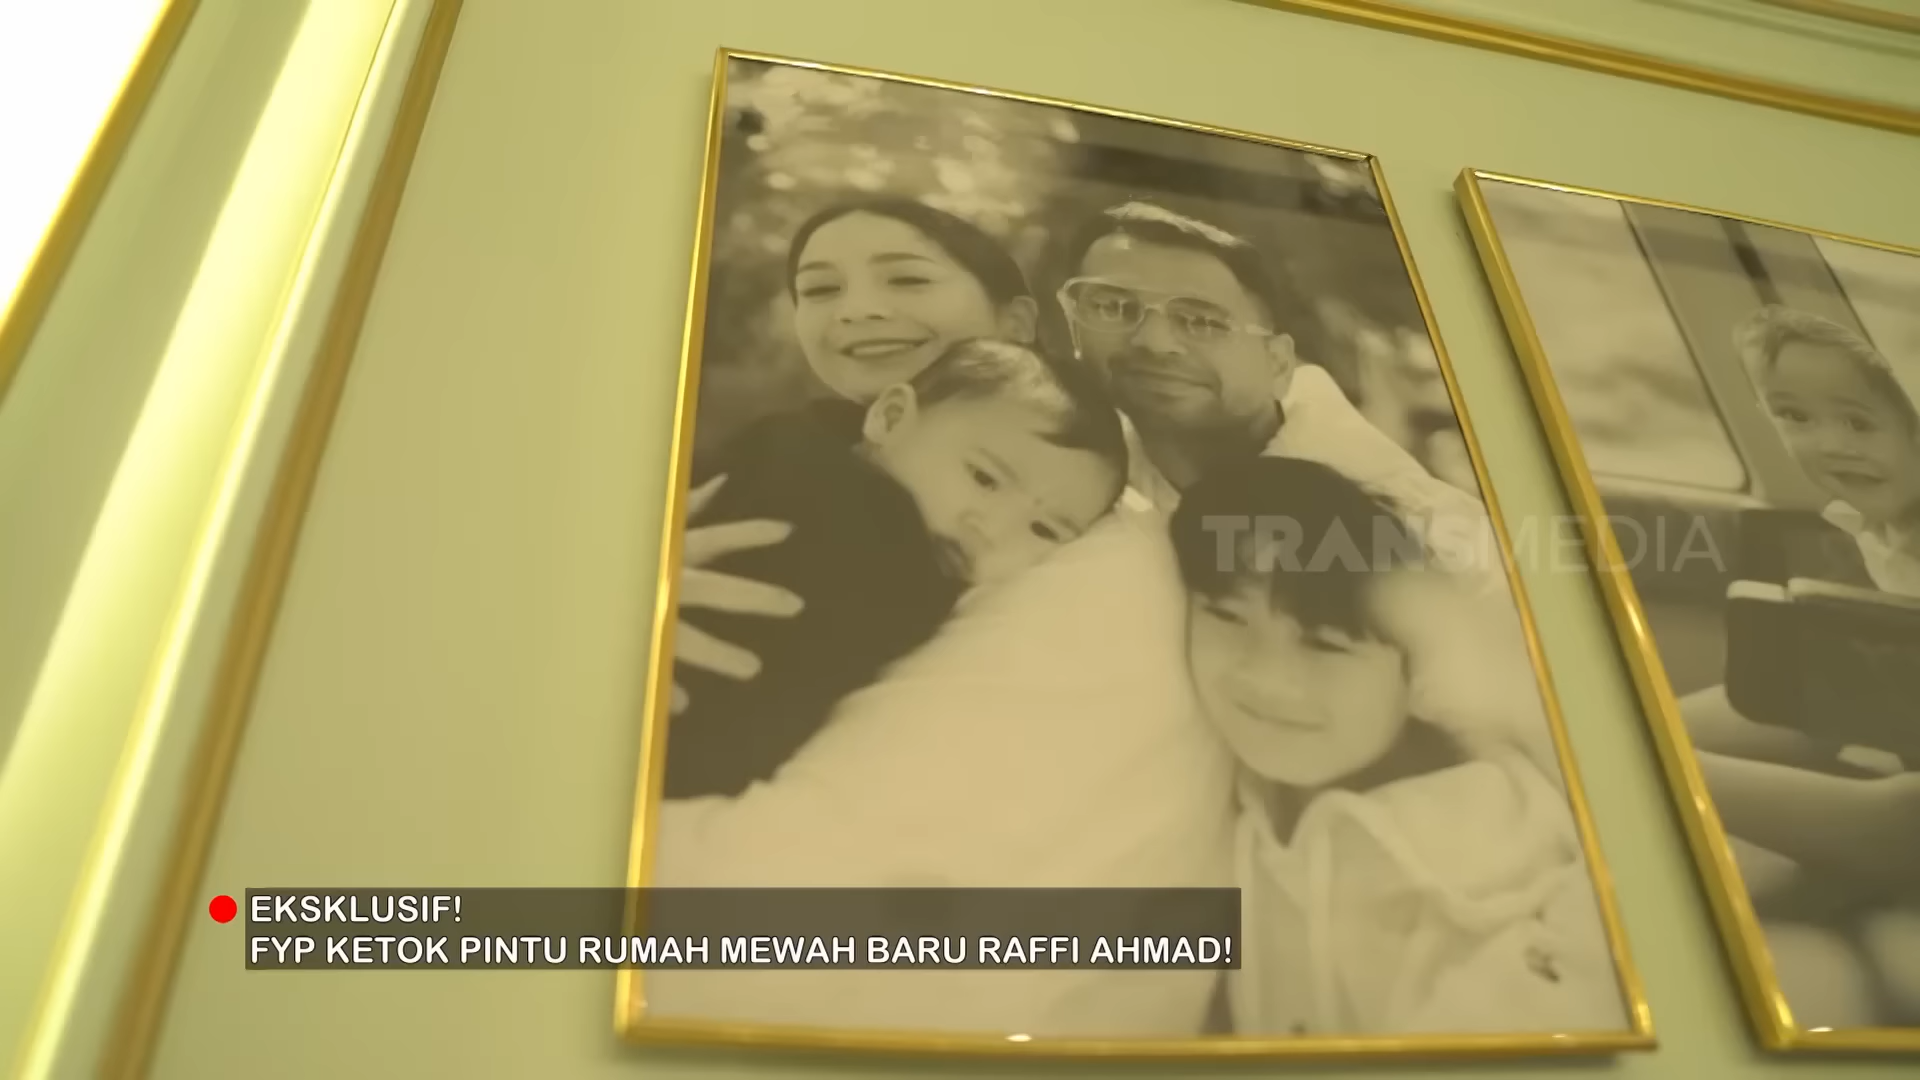 TRANSMEDIA
EKSKLUSIF!
FYP KETOK PINTU RUMAH MEWAH BARU RAFFI AHMAD!